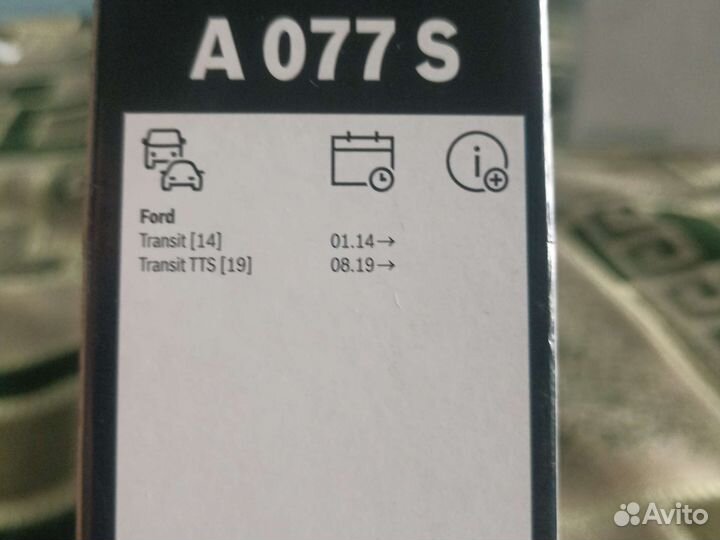 A 077 S
Ford
Transit [14] 01.14→
Transit TTS [19] 08.19→
Avito